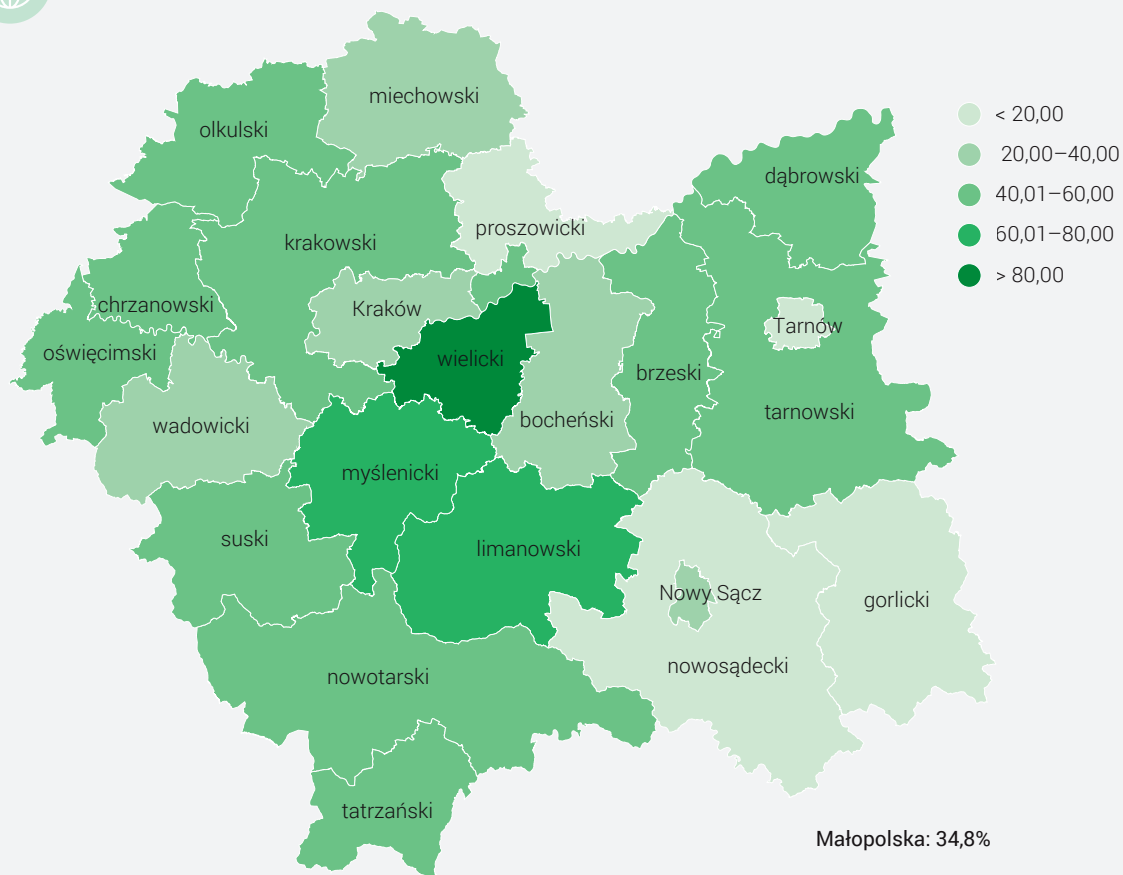 miechowski
olkulski
< 20,00
20,00–40,00
40,01–60,00
60,01–80,00
> 80,00
dąbrowski
proszowicki
krakowski
chrzanowski
Kraków
Tarnów
oświęcimski
wielicki
brzeski
tarnowski
wadowicki
bocheński
myślenicki
suski
limanowski
Nowy Sącz
gorlicki
nowosądecki
nowotarski
tatrzański
Małopolska: 34,8%